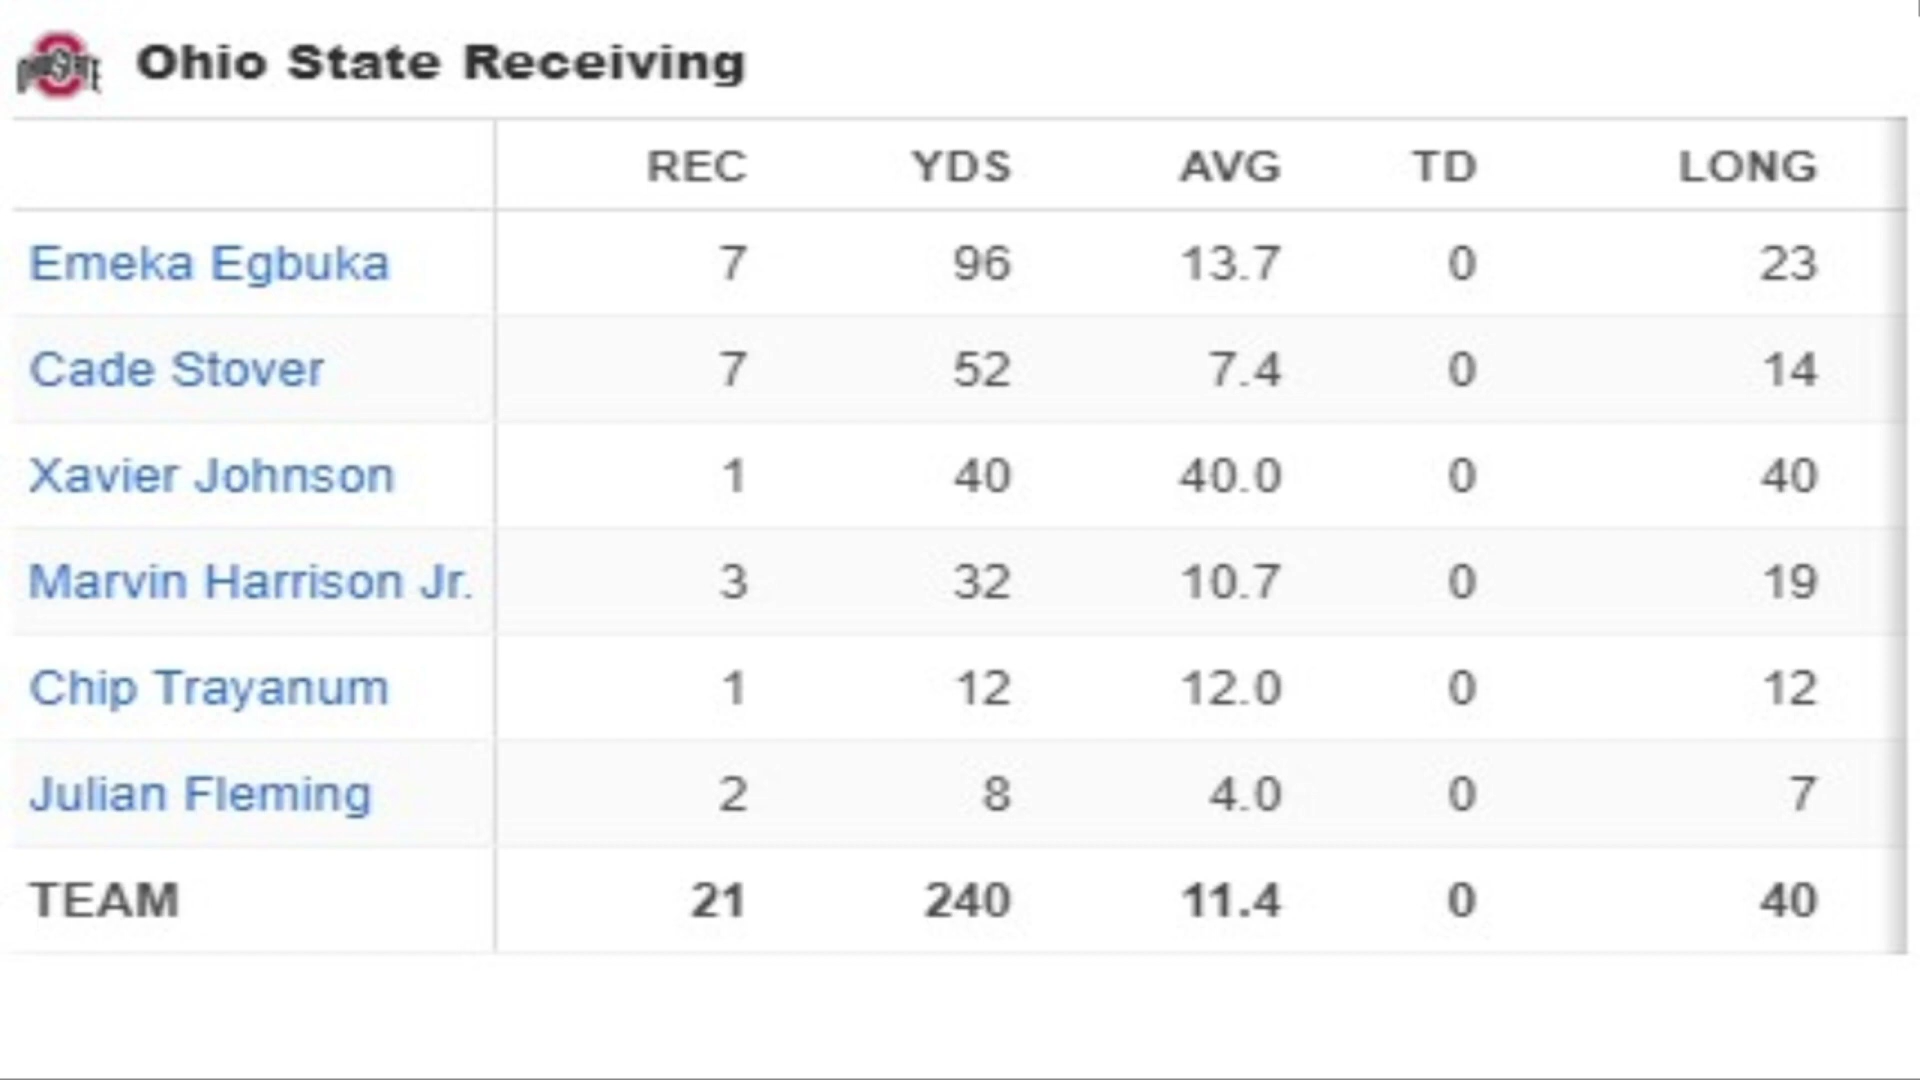 Ohio State Receiving
REC YDS AVG TD LONG
Emeka Egbuka 7 96 13.7 0 23
Cade Stover 7 52 7.4 0 14
Xavier Johnson 1 40 40.0 0 40
Marvin Harrison Jr. 3 32 10.7 0 19
Chip Trayanum 1 12 12.0 0 12
Julian Fleming 2 8 4.0 0 7
TEAM 21 240 11.4 0 40